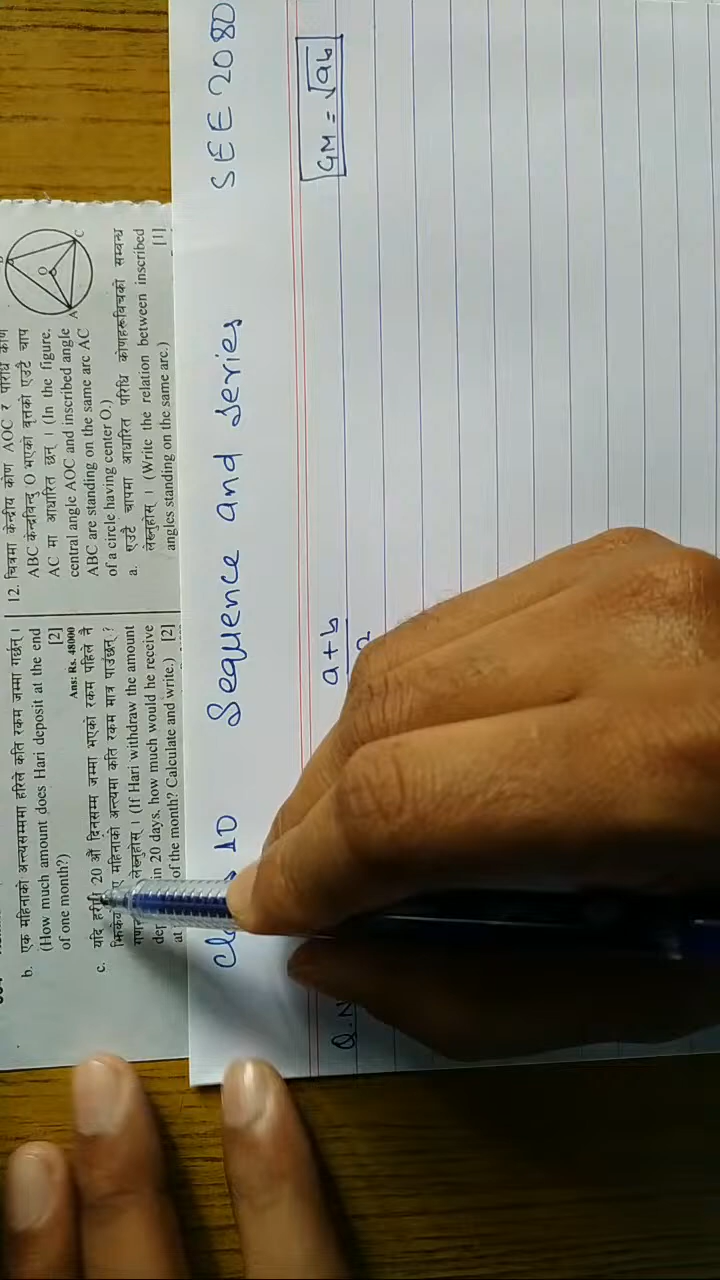 b. एक महिनाको अन्त्यसम्ममा हरिले कति रकम जम्मा गर्छन् ।
(How much amount does Hari deposit at the end
of one month?) [2]
Ans: Rs. 48000
c. यदि हरीले 20 औं दिनसम्म जम्मा भएको रकम पहिले नै
महिनाको अन्त्यमा कति रकम मात्र पाउंछन् ?
लेख्नुहोस् । (If Hari withdraw the amount
in 20 days, how much would he receive
at of the month? Calculate and write.) [2]
12. चित्रमा केन्द्रीय कोण AOC र परिधि कोण
ABC केन्द्रविन्दु O भएको वृत्तको एउटै चाप
AC मा आधारित छन् । (In the figure,
central angle AOC and inscribed angle
ABC are standing on the same arc AC
of a circle having center O.)
a. एउटै चापमा आधारित परिधि कोणहरूबिचको सम्बन्ध
लेख्नुहोस् । (Write the relation between inscribed
angles standing on the same arc.) [1]
O
A
C
10 Sequence and series SEE 2080
a+b
GM = √ab
Q.N